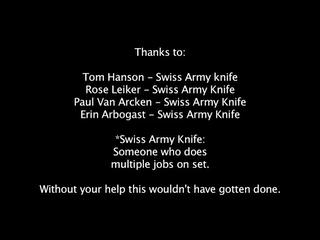 Thanks to:
Tom Hanson - Swiss Army knife
Rose Leiker - Swiss Army Knife
Paul Van Arcken - Swiss Army Knife
Erin Arbogast - Swiss Army Knife
*Swiss Army Knife:
Someone who does
multiple jobs on set.
Without your help this wouldn't have gotten done.